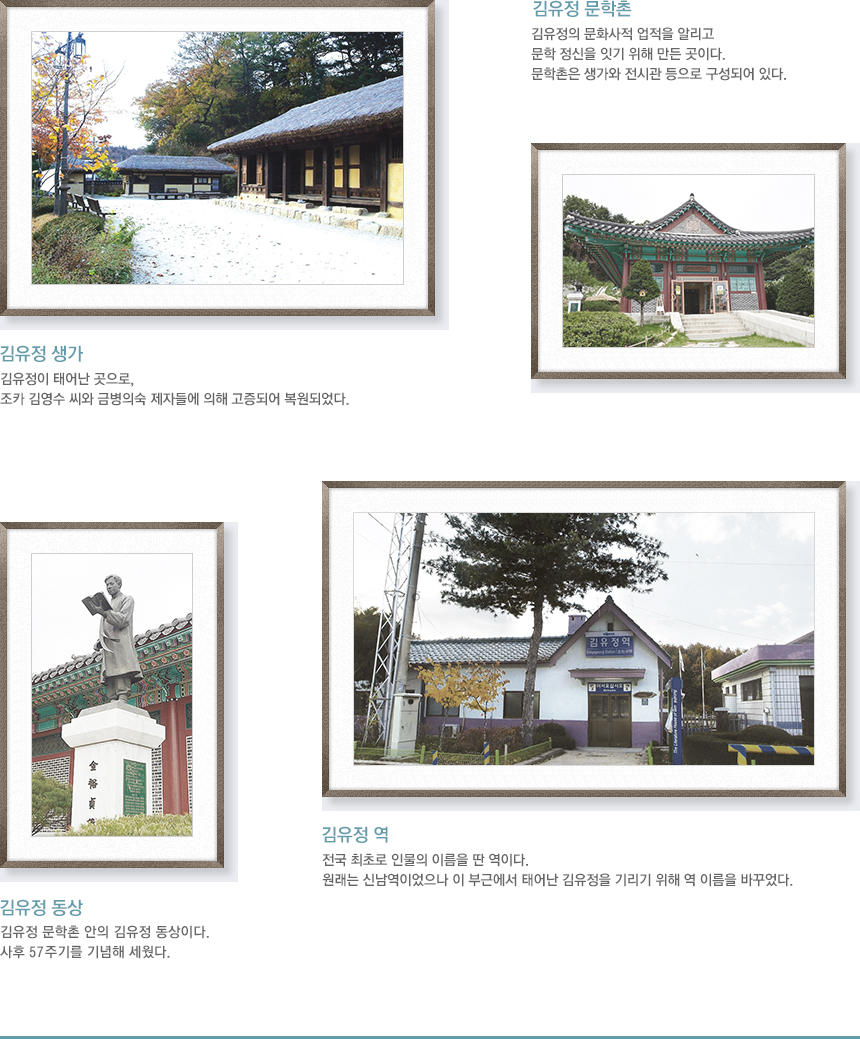 김유정 문학촌
김유정의 문화사적 업적을 알리고
문학 정신을 잇기 위해 만든 곳이다.
문학촌은 생가와 전시관 등으로 구성되어 있다.
김유정 생가
김유정이 태어난 곳으로,
조카 김영수 씨와 금병의숙 제자들에 의해 고증되어 복원되었다.
金
裕
貞
김유정역
어서오십시오
김유정 역
전국 최초로 인물의 이름을 딴 역이다.
원래는 신남역이었으나 이 부근에서 태어난 김유정을 기리기 위해 역 이름을 바꾸었다.
김유정 동상
김유정 문학촌 안의 김유정 동상이다.
사후 57주기를 기념해 세웠다.